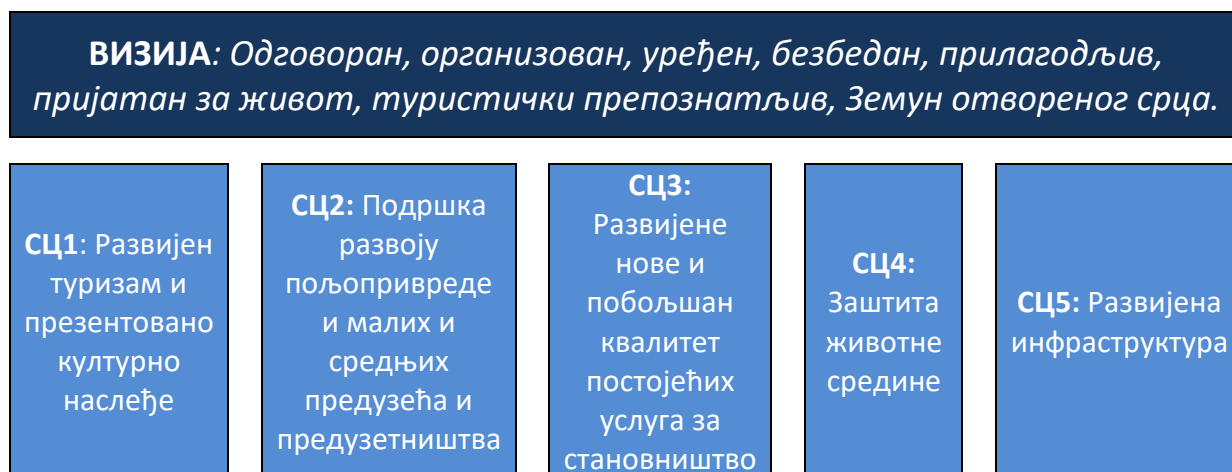 ВИЗИЈА: Одговоран, организован, уређен, безбедан, прилагодљив,
пријатан за живот, туристички препознатљив, Земун отвореног срца.
СЦ1: Развијен
туризам и
презентовано
културно
наслеђе
СЦ2: Подршка
развоју
пољопривреде
и малих и
средњих
предузећа и
предузетништва
СЦ3:
Развијене
нове и
побољшан
квалитет
постојећих
услуга за
становништво
СЦ4:
Заштита
животне
средине
СЦ5: Развијена
инфраструктура